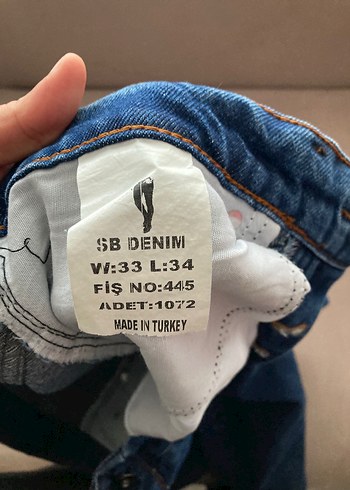 SB DENIM
W:33 L:34
FİŞ NO:445
ADET:1072
MADE IN TURKEY